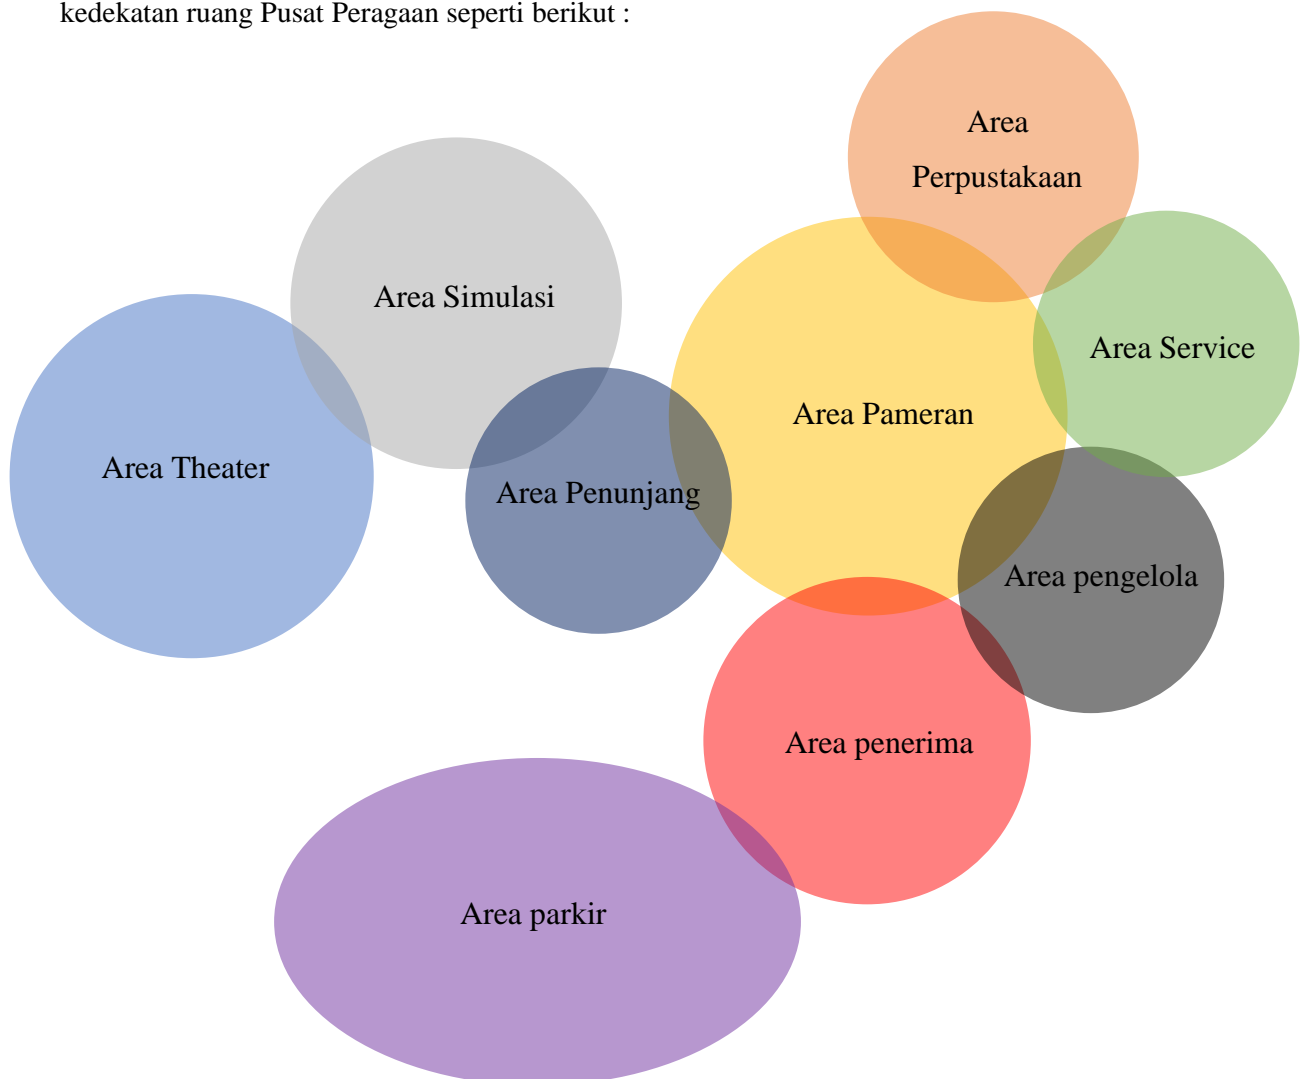 kedekatan ruang Pusat Peragaan seperti berikut :
Area
Perpustakaan
Area Simulasi
Area Service
Area Pameran
Area Theater
Area Penunjang
Area pengelola
Area penerima
Area parkir